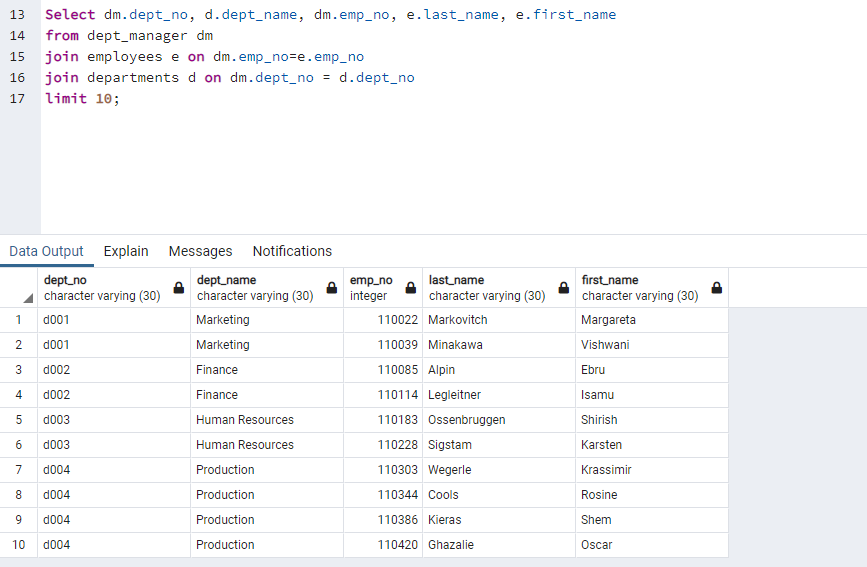 13 Select dm.dept_no, d.dept_name, dm.emp_no, e.last_name, e.first_name
14 from dept_manager dm
15 join employees e on dm.emp_no=e.emp_no
16 join departments d on dm.dept_no = d.dept_no
17 limit 10;
Data Output Explain Messages Notifications
dept_no dept_name emp_no last_name first_name
character varying (30) character varying (30) integer character varying (30) character varying (30)
1 d001 Marketing 110022 Markovitch Margareta
2 d001 Marketing 110039 Minakawa Vishwani
3 d002 Finance 110085 Alpin Ebru
4 d002 Finance 110114 Legleitner Isamu
5 d003 Human Resources 110183 Ossenbruggen Shirish
6 d003 Human Resources 110228 Sigstam Karsten
7 d004 Production 110303 Wegerle Krassimir
8 d004 Production 110344 Cools Rosine
9 d004 Production 110386 Kieras Shem
10 d004 Production 110420 Ghazalie Oscar